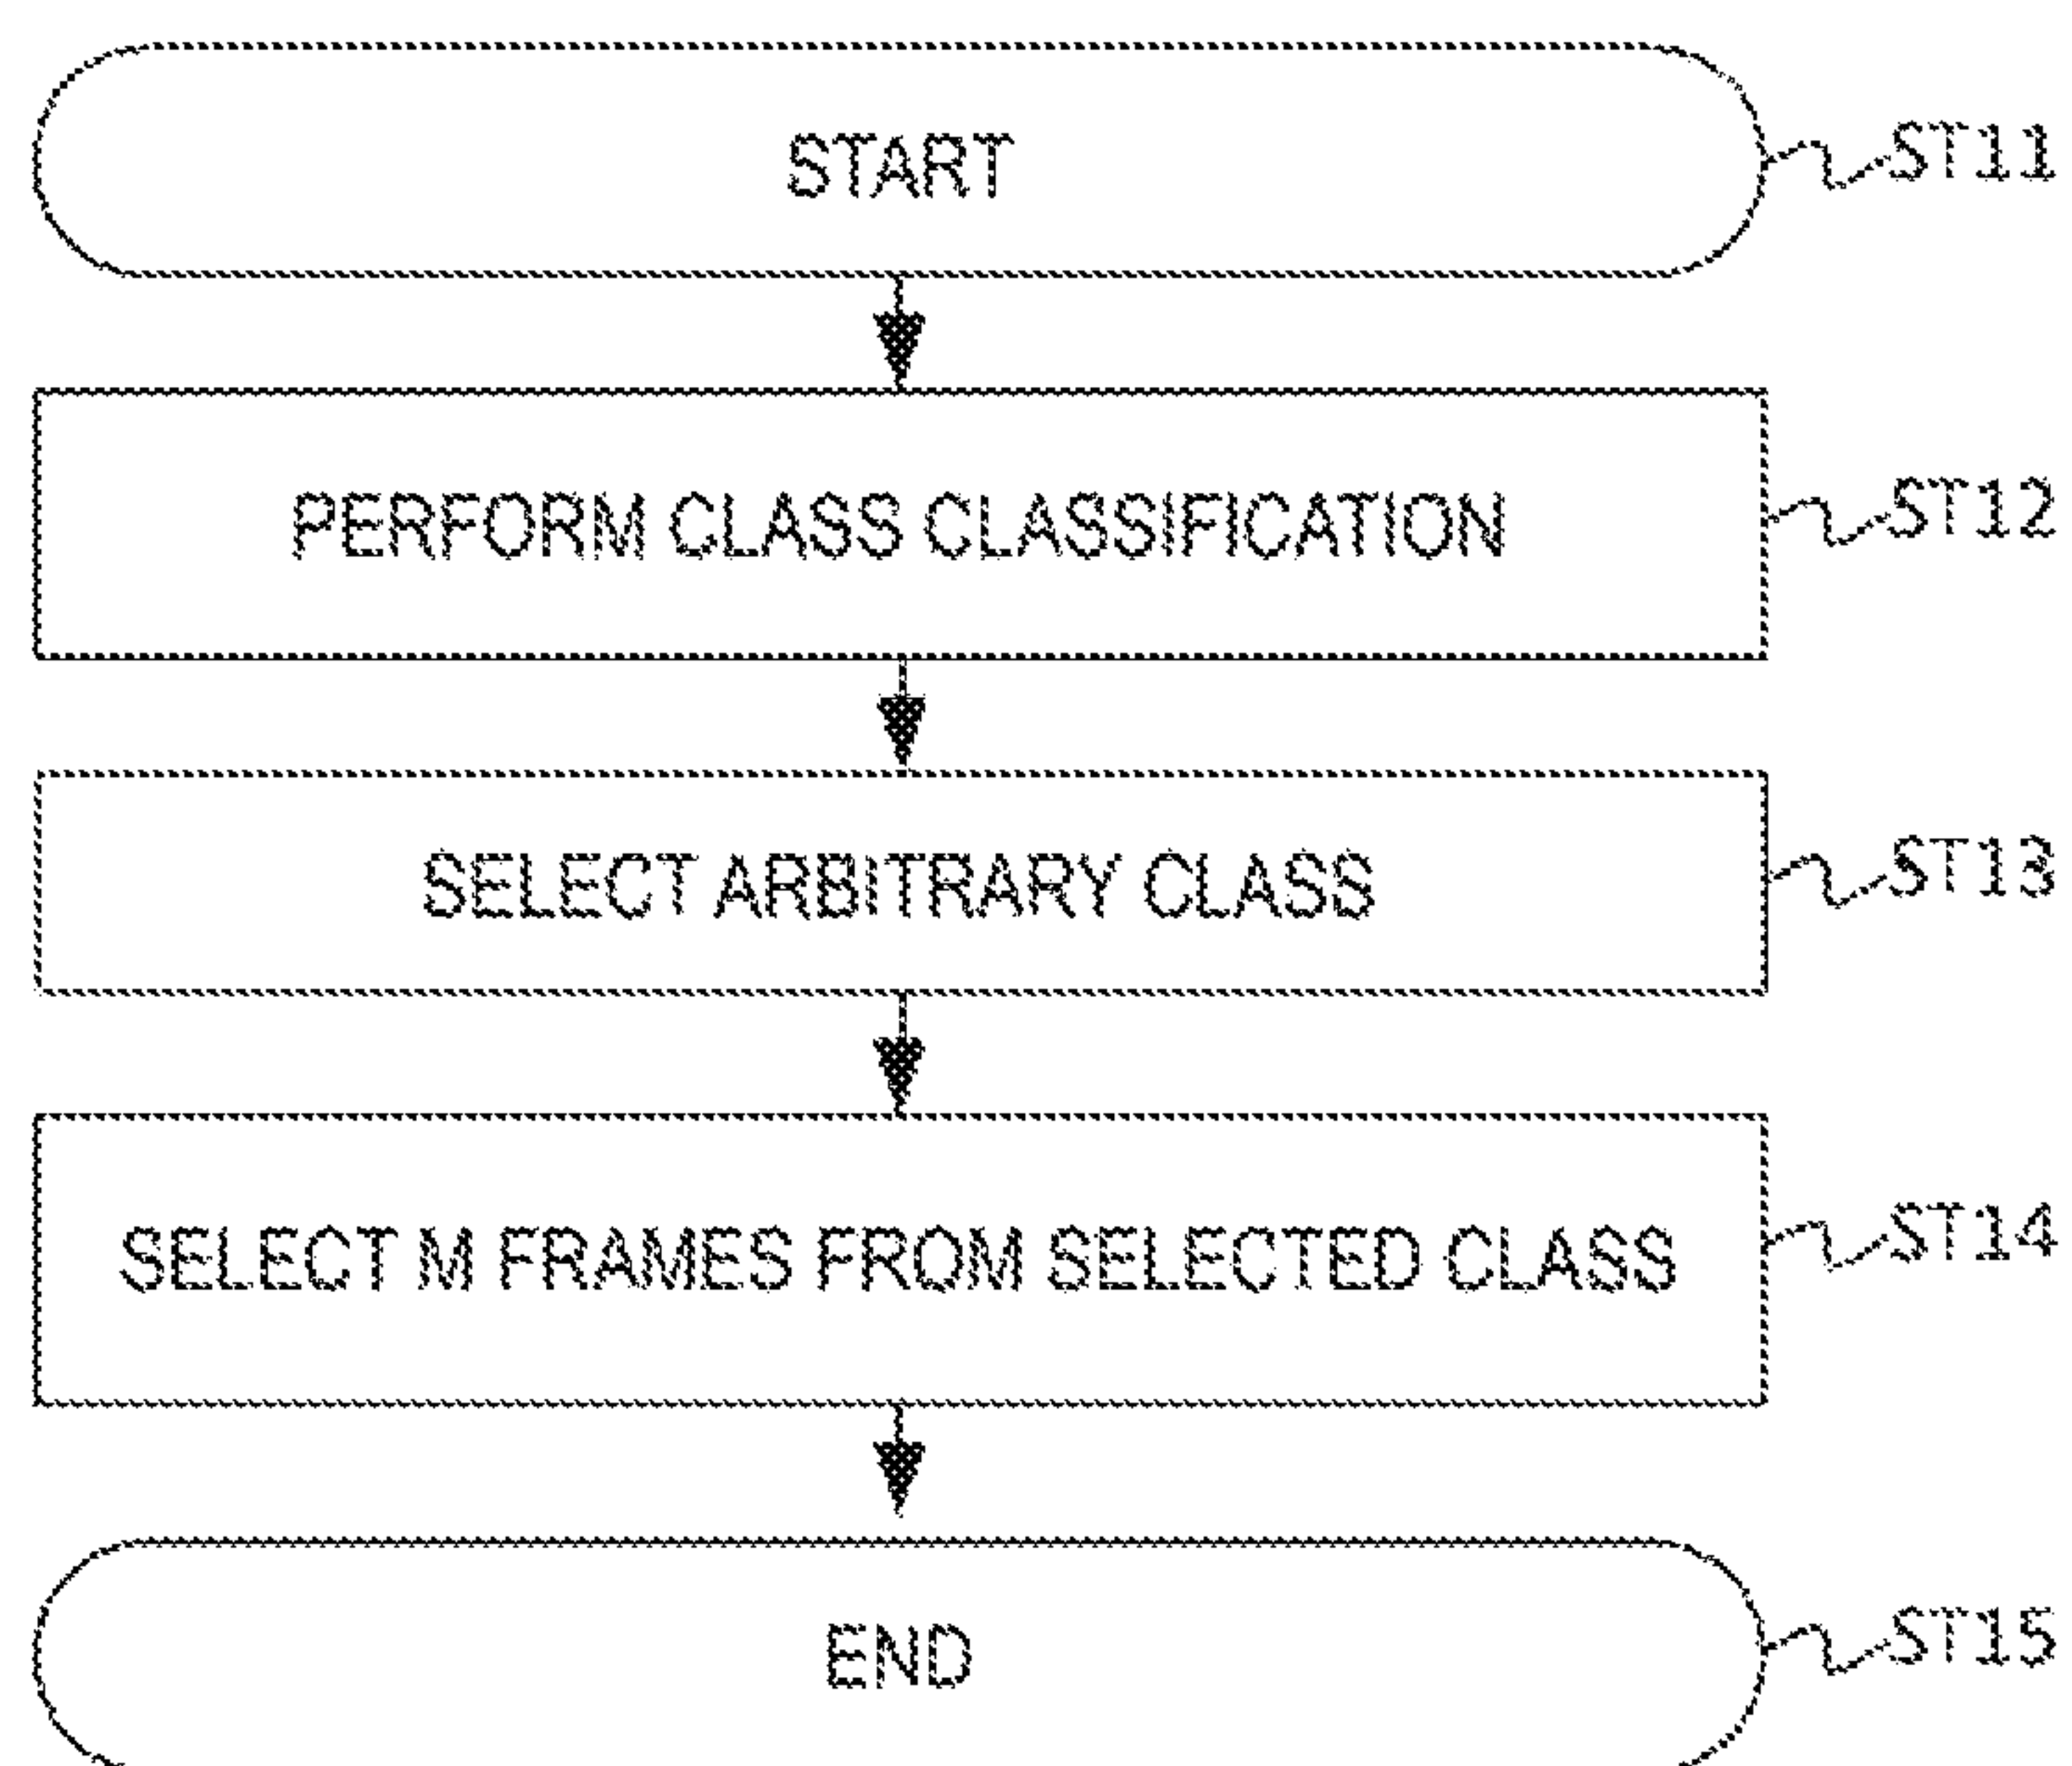 START
ST11
PERFORM CLASS CLASSIFICATION
ST12
SELECT ARBITRARY CLASS
ST13
SELECT M FRAMES FROM SELECTED CLASS
ST14
END
ST15